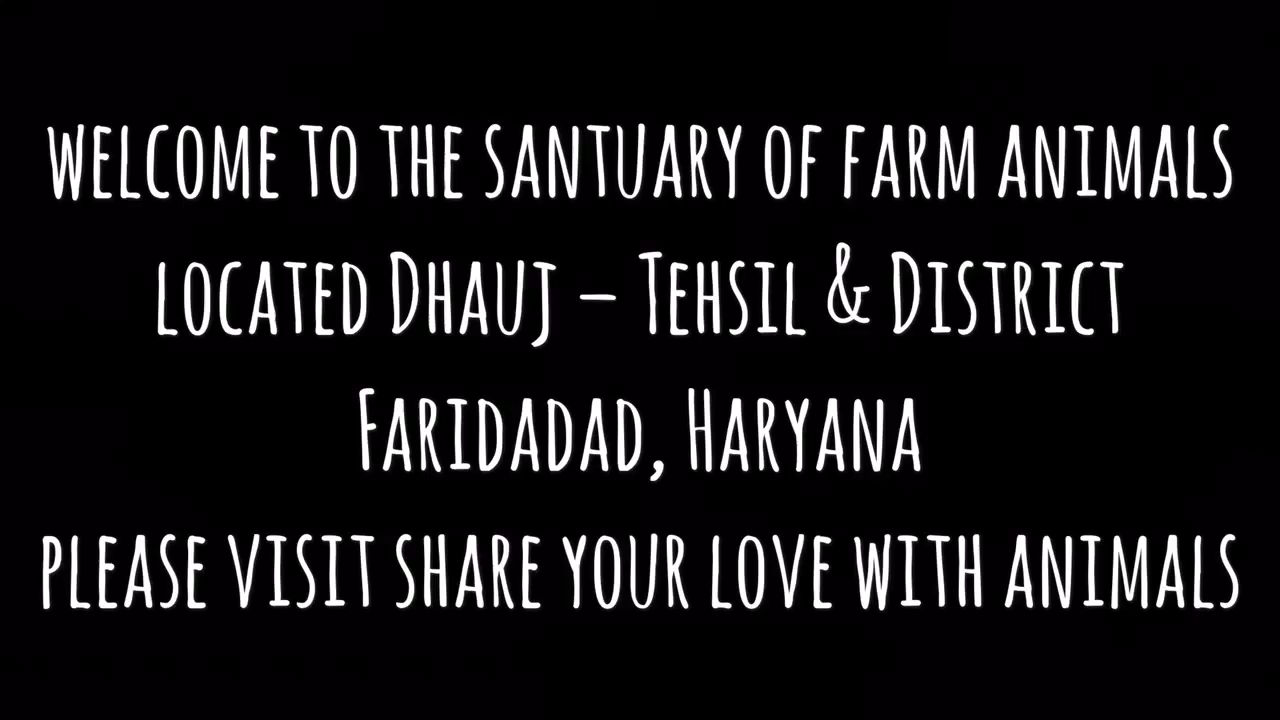 WELCOME TO THE SANTUARY OF FARM ANIMALS
LOCATED DHAUJ – TEHSIL & DISTRICT
FARIDADAD, HARYANA
PLEASE VISIT SHARE YOUR LOVE WITH ANIMALS